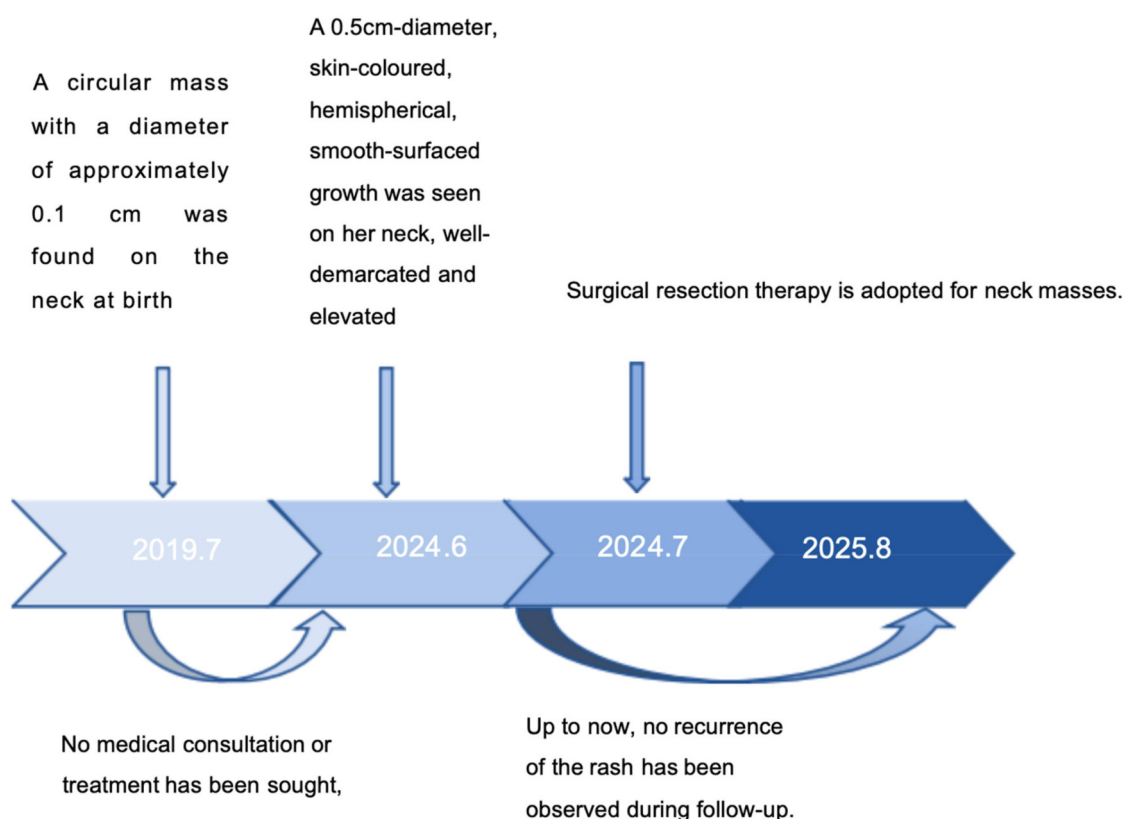 A circular mass
with a diameter
of approximately
0.1 cm was
found on the
neck at birth
A 0.5cm-diameter,
skin-coloured,
hemispherical,
smooth-surfaced
growth was seen
on her neck, well-
demarcated and
elevated
Surgical resection therapy is adopted for neck masses.
2019.7
2024.6
2024.7
2025.8
No medical consultation or
treatment has been sought,
Up to now, no recurrence
of the rash has been
observed during follow-up.